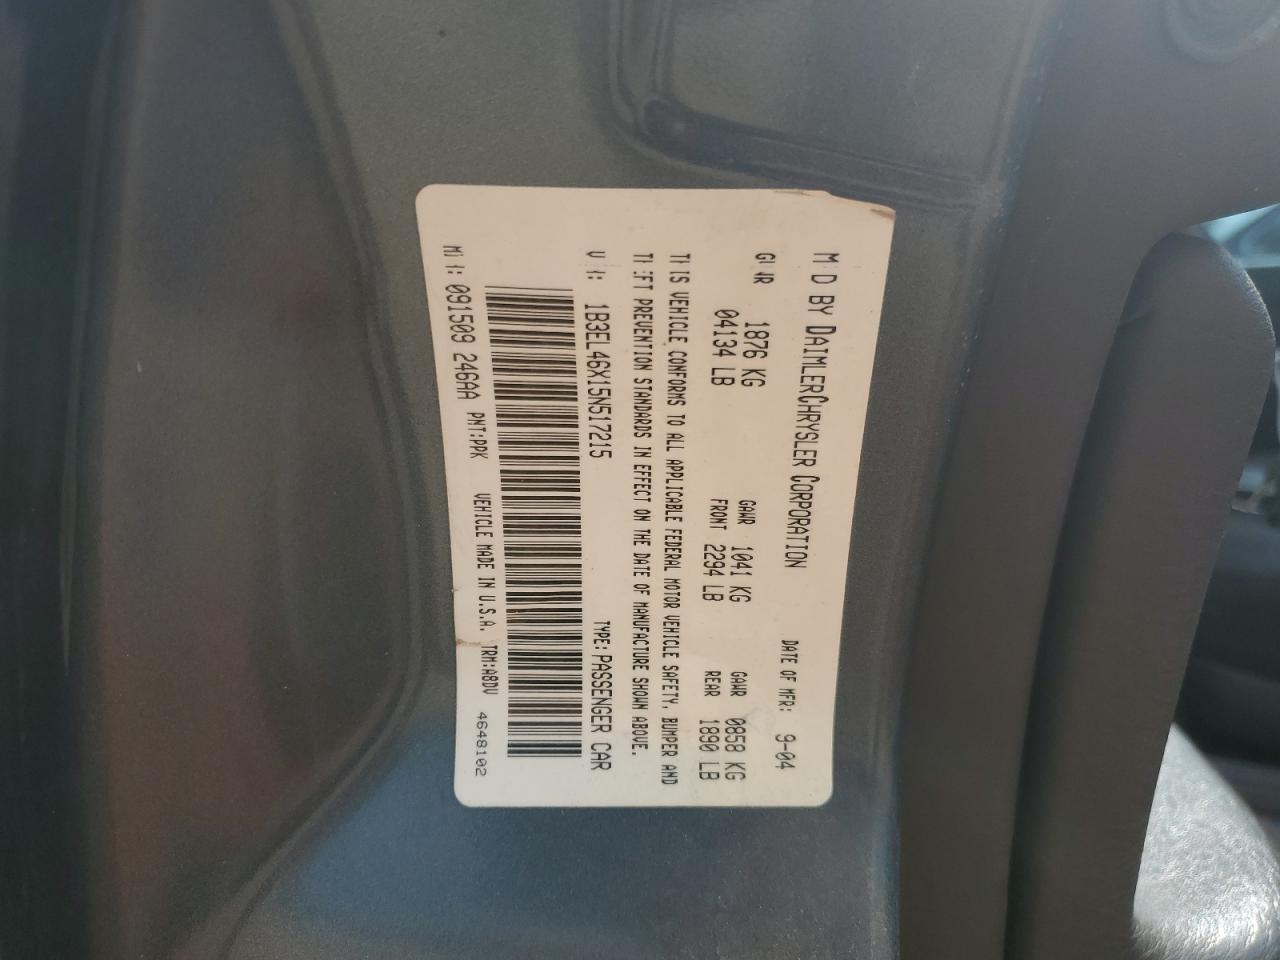 M D BY DAIMLERCHRYSLER CORPORATION DATE OF MFR: 9-04
1876 KG GAWR 1041 KG GAWR 0858 KG
04134 LB FRONT 2294 LB REAR 1890 LB
THIS VEHICLE CONFORMS TO ALL APPLICABLE FEDERAL MOTOR VEHICLE SAFETY, BUMPER AND
THEFT PREVENTION STANDARDS IN EFFECT ON THE DATE OF MANUFACTURE SHOWN ABOVE.
1B3EL46X15N517215 TYPE: PASSENGER CAR
091509 246AA PNT:PPK VEHICLE MADE IN U.S.A. TRM:A8DV 4648102